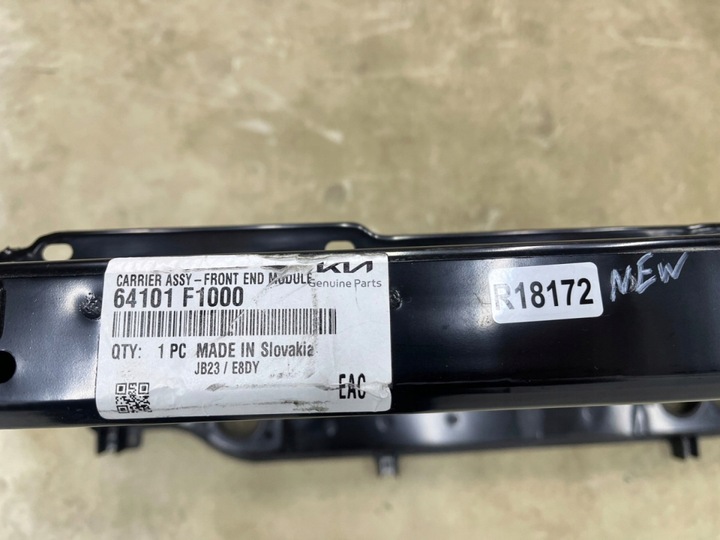 CARRIER ASSY-FRONT END MODULE
KIA
Genuine Parts
64101 F1000
QTY: 1 PC MADE IN Slovakia
JB23 / E8DY
EAC
R18172
NEW